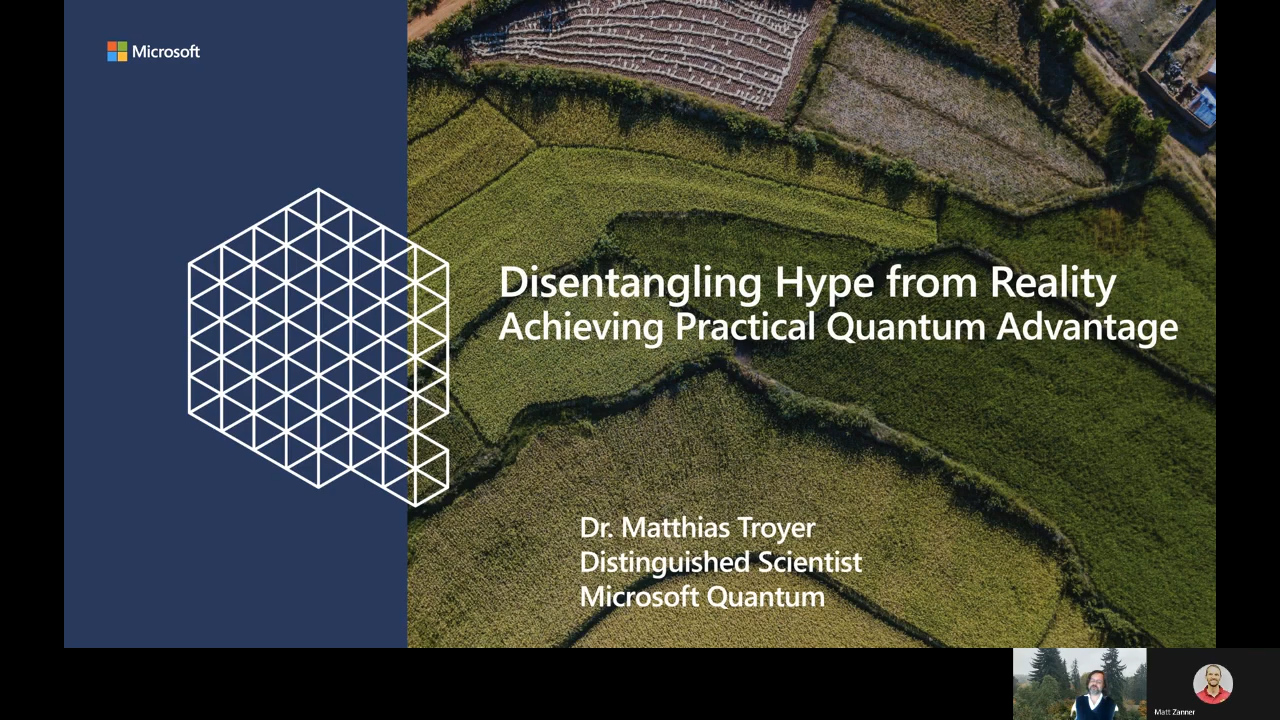 Microsoft
Disentangling Hype from Reality
Achieving Practical Quantum Advantage
Dr. Matthias Troyer
Distinguished Scientist
Microsoft Quantum
Matt Zanner